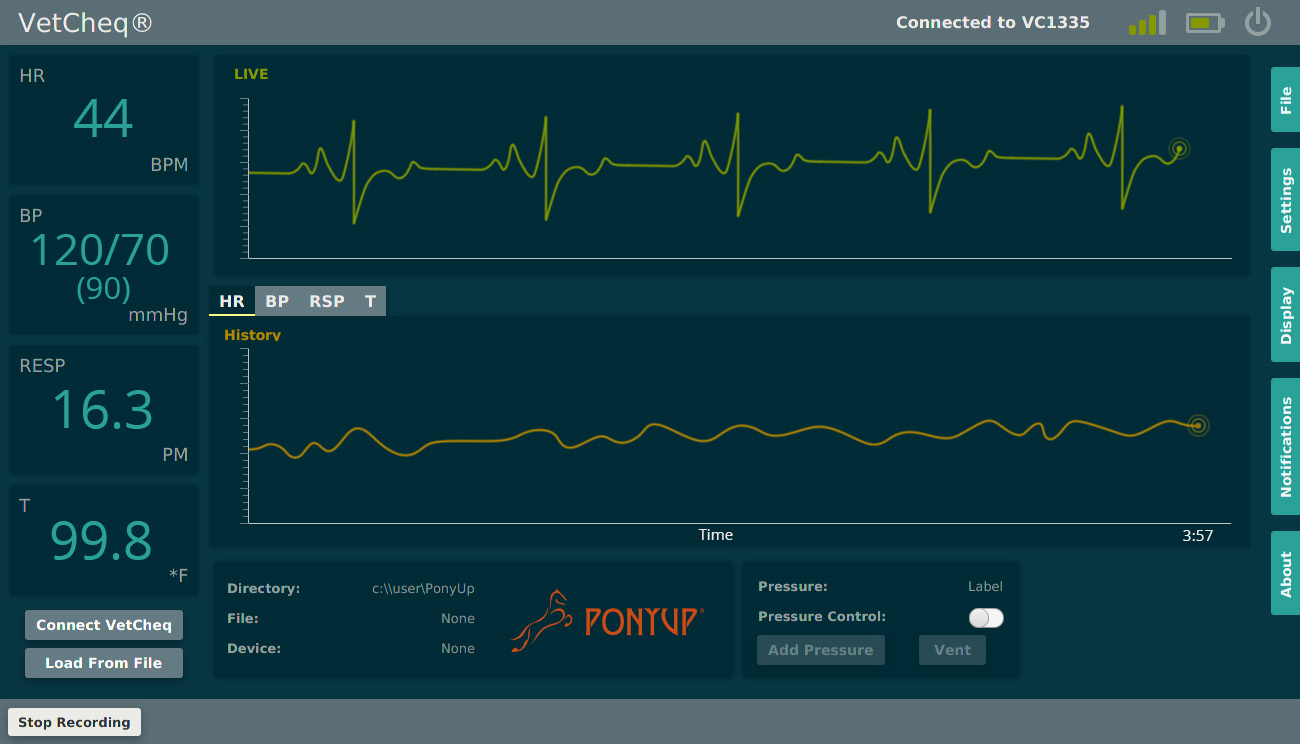 VetCheq®
Connected to VC1335
HR
44
BPM
BP
120/70
(90)
mmHg
RESP
16.3
PM
T
99.8
*F
Connect VetCheq
Load From File
LIVE
HR BP RSP T
History
Time
3:57
Directory: c:\\user\PonyUp
File: None
Device: None
PONYUP®
Pressure: Label
Pressure Control:
Add Pressure Vent
File
Settings
Display
Notifications
About
Stop Recording